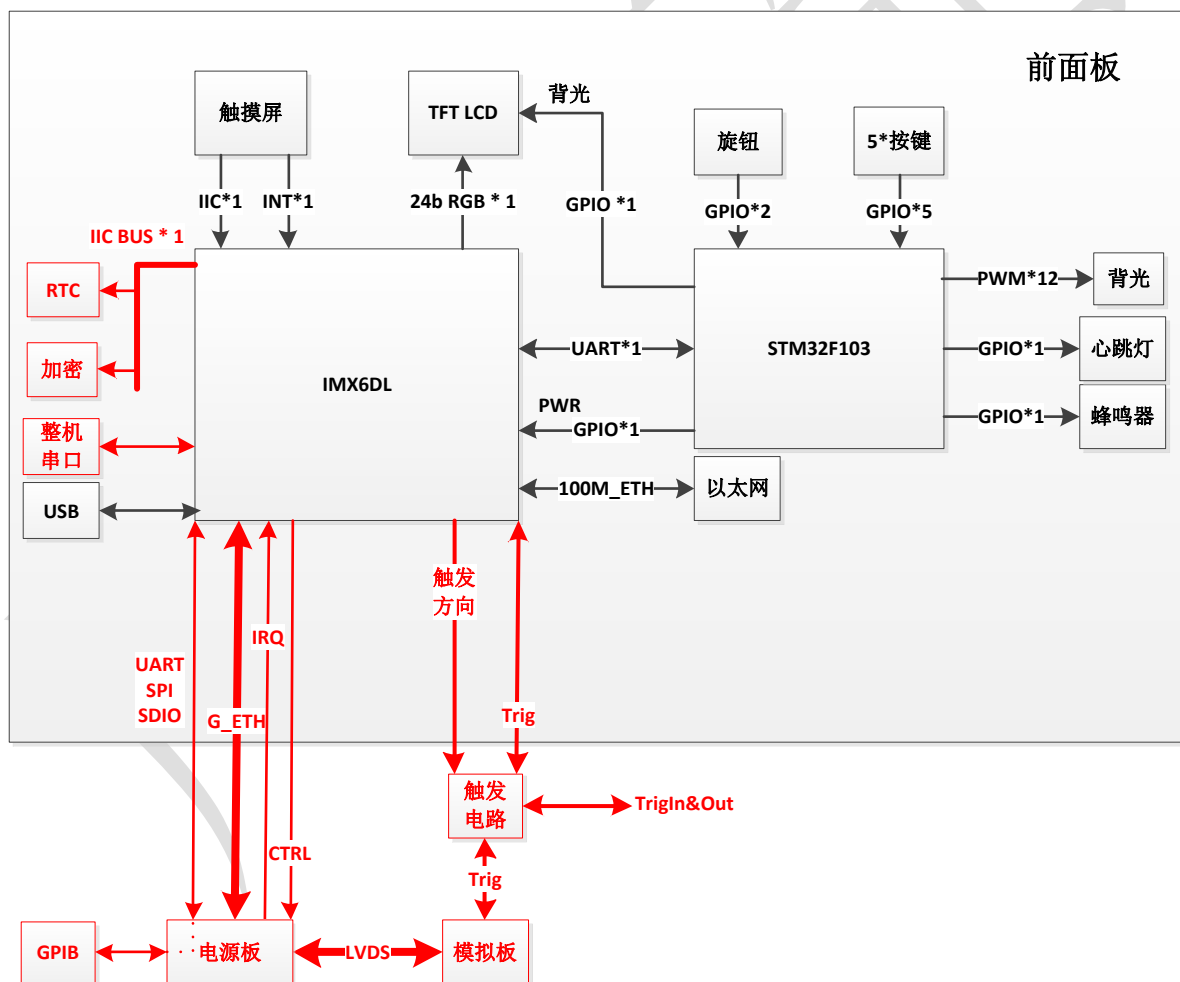 前面板
触摸屏
TFT LCD
背光
旋钮
5*按键
IIC*1
INT*1
24b RGB * 1
GPIO *1
GPIO*2
GPIO*5
IIC BUS * 1
RTC
加密
整机
串口
USB
IMX6DL
UART*1
PWR
GPIO*1
100M_ETH
以太网
STM32F103
PWM*12
背光
GPIO*1
心跳灯
GPIO*1
蜂鸣器
UART
SPI
SDIO
G_ETH
IRQ
CTRL
触发
方向
Trig
触发
电路
TrigIn&Out
Trig
GPIB
电源板
LVDS
模拟板